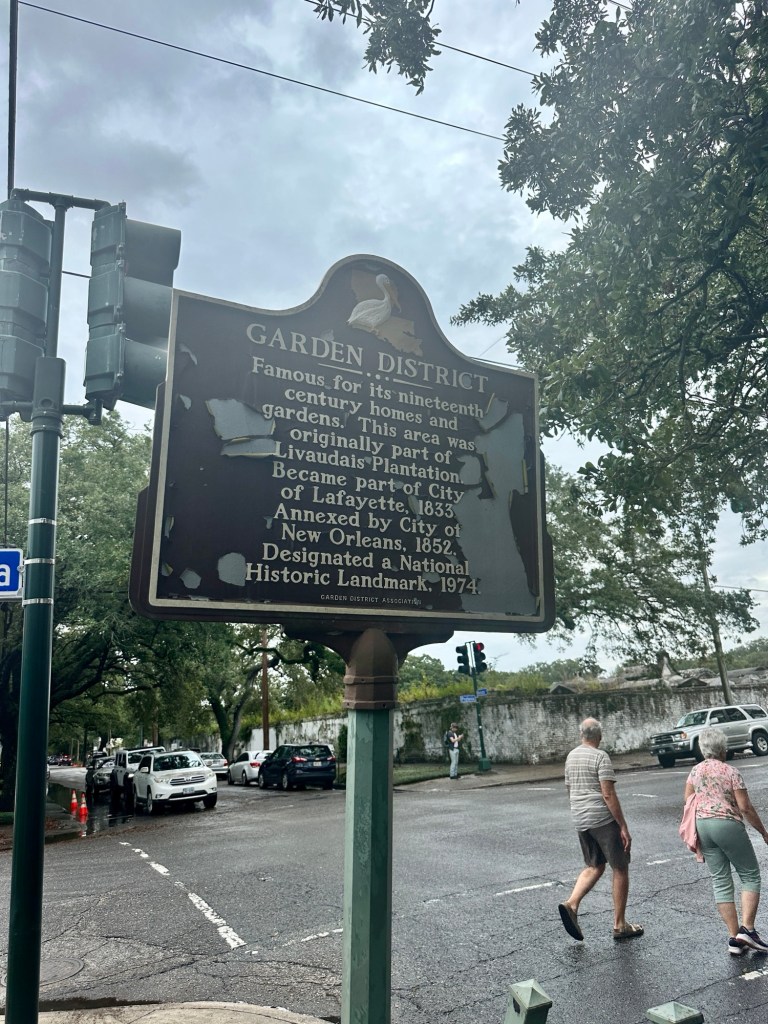 GARDEN DISTRICT
Famous for its nineteenth
century homes and
gardens. This area was
originally part of
Livaudais Plantation.
Became part of City
of Lafayette, 1833.
Annexed by City of
New Orleans, 1852.
Designated a National
Historic Landmark, 1974.
GARDEN DISTRICT ASSOCIATION
a